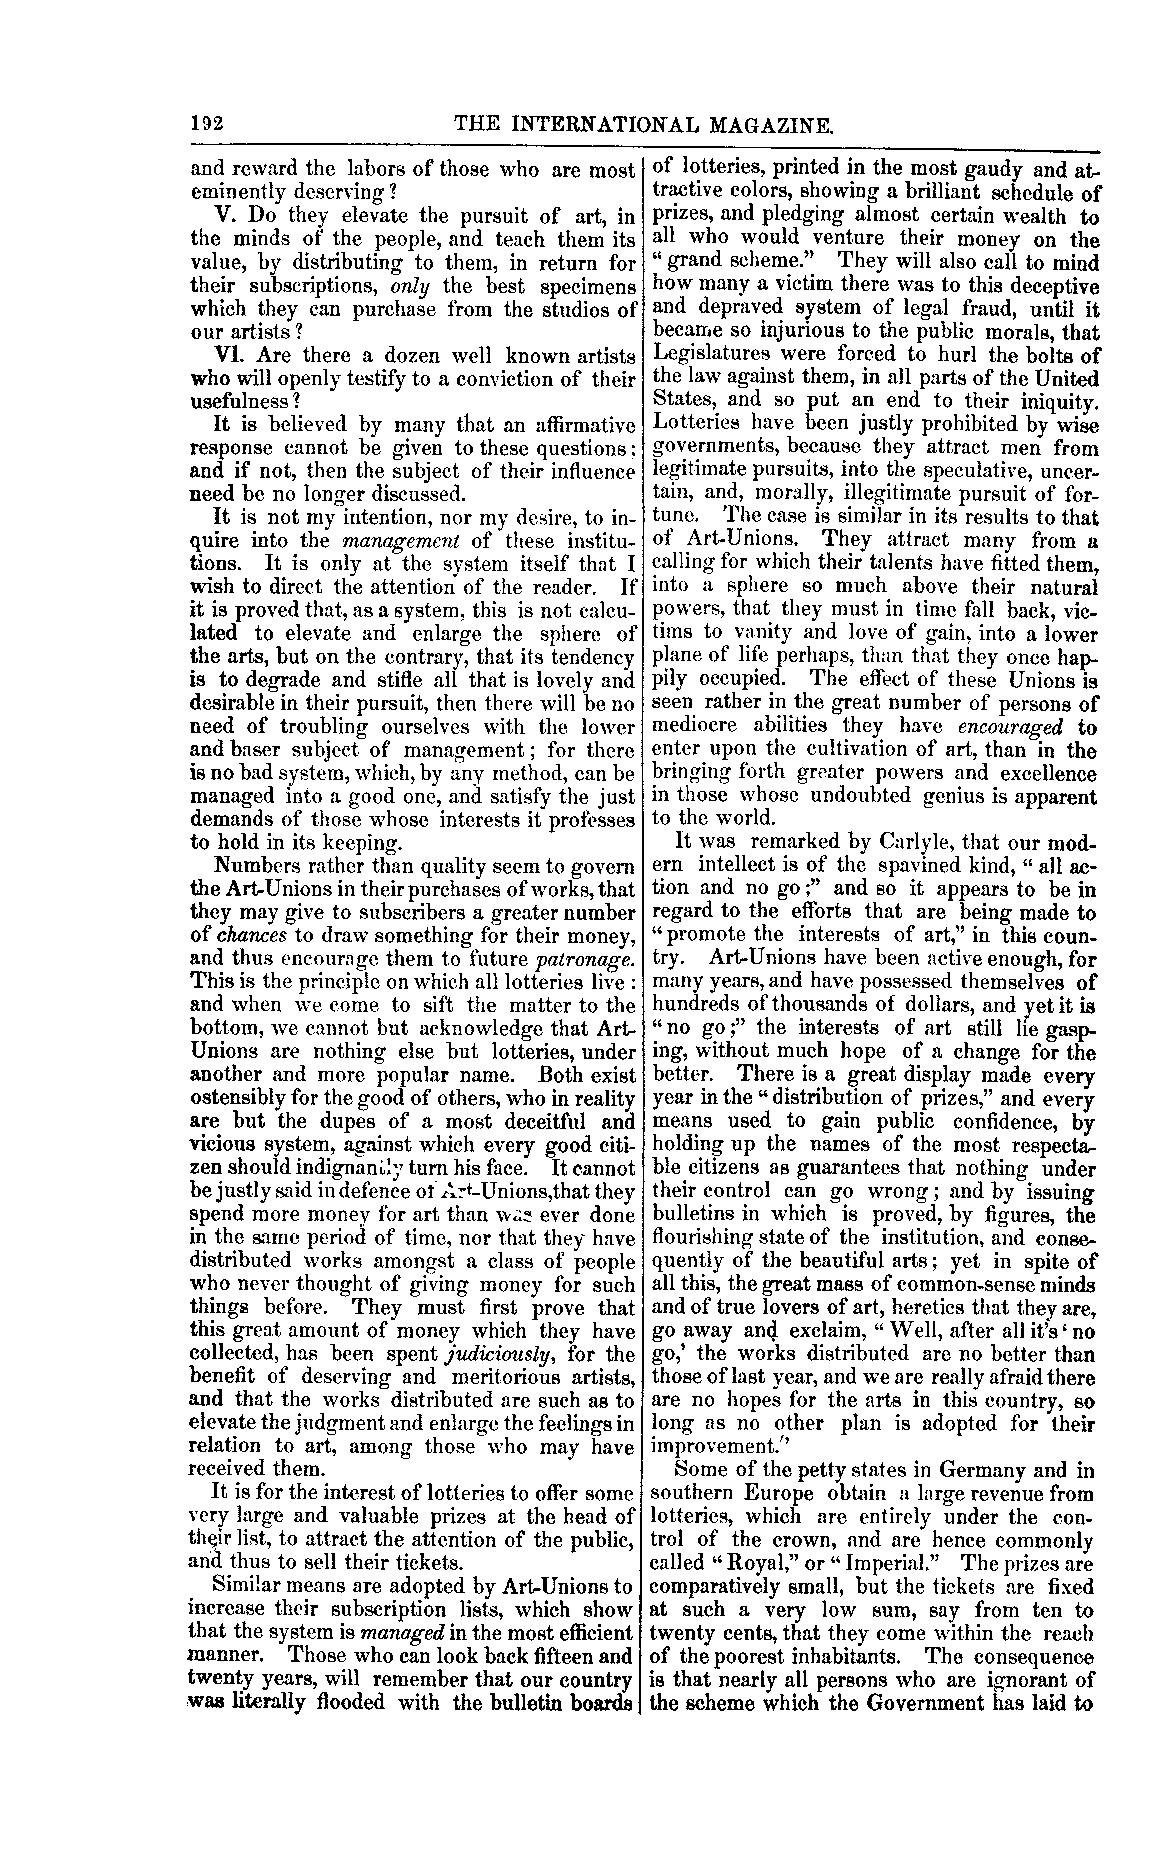 192 THE INTERNATIONAL MAGAZINE.
and reward the labors of those who are most
eminently deserving?
V. Do they elevate the pursuit of art, in
the minds of the people, and teach them its
value, by distributing to them, in return for
their subscriptions, only the best specimens
which they can purchase from the studios of
our artists?
VI. Are there a dozen well known artists
who will openly testify to a conviction of their
usefulness?
It is believed by many that an affirmative
response cannot be given to these questions:
and if not, then the subject of their influence
need be no longer discussed.
It is not my intention, nor my desire, to in-
quire into the management of these institu-
tions. It is only at the system itself that I
wish to direct the attention of the reader. If
it is proved that, as a system, this is not calcu-
lated to elevate and enlarge the sphere of
the arts, but on the contrary, that its tendency
is to degrade and stifle all that is lovely and
desirable in their pursuit, then there will be no
need of troubling ourselves with the lower
and baser subject of management; for there
is no bad system, which, by any method, can be
managed into a good one, and satisfy the just
demands of those whose interests it professes
to hold in its keeping.
Numbers rather than quality seem to govern
the Art-Unions in their purchases of works, that
they may give to subscribers a greater number
of chances to draw something for their money,
and thus encourage them to future patronage.
This is the principle on which all lotteries live:
and when we come to sift the matter to the
bottom, we cannot but acknowledge that Art-
Unions are nothing else but lotteries, under
another and more popular name. Both exist
ostensibly for the good of others, who in reality
are but the dupes of a most deceitful and
vicious system, against which every good citi-
zen should indignantly turn his face. It cannot
be justly said in defence of Art-Unions, that they
spend more money for art than was ever done
in the same period of time, nor that they have
distributed works amongst a class of people
who never thought of giving money for such
things before. They must first prove that
this great amount of money which they have
collected, has been spent judiciously, for the
benefit of deserving and meritorious artists,
and that the works distributed are such as to
elevate the judgment and enlarge the feelings in
relation to art, among those who may have
received them.
It is for the interest of lotteries to offer some
very large and valuable prizes at the head of
their list, to attract the attention of the public,
and thus to sell their tickets.
Similar means are adopted by Art-Unions to
increase their subscription lists, which show
that the system is managed in the most efficient
manner. Those who can look back fifteen and
twenty years, will remember that our country
was literally flooded with the bulletin boards
of lotteries, printed in the most gaudy and at-
tractive colors, showing a brilliant schedule of
prizes, and pledging almost certain wealth to
all who would venture their money on the
"grand scheme." They will also call to mind
how many a victim there was to this deceptive
and depraved system of legal fraud, until it
became so injurious to the public morals, that
Legislatures were forced to hurl the bolts of
the law against them, in all parts of the United
States, and so put an end to their iniquity.
Lotteries have been justly prohibited by wise
governments, because they attract men from
legitimate pursuits, into the speculative, uncer-
tain, and, morally, illegitimate pursuit of for-
tune. The case is similar in its results to that
of Art-Unions. They attract many from a
calling for which their talents have fitted them,
into a sphere so much above their natural
powers, that they must in time fall back, vic-
tims to vanity and love of gain, into a lower
plane of life perhaps, than that they once hap-
pily occupied. The effect of these Unions is
seen rather in the great number of persons of
mediocre abilities they have encouraged to
enter upon the cultivation of art, than in the
bringing forth greater powers and excellence
in those whose undoubted genius is apparent
to the world.
It was remarked by Carlyle, that our mod-
ern intellect is of the spavined kind, "all ac-
tion and no go;" and so it appears to be in
regard to the efforts that are being made to
"promote the interests of art," in this coun-
try. Art-Unions have been active enough, for
many years, and have possessed themselves of
hundreds of thousands of dollars, and yet it is
"no go;" the interests of art still lie gasp-
ing, without much hope of a change for the
better. There is a great display made every
year in the "distribution of prizes," and every
means used to gain public confidence, by
holding up the names of the most respecta-
ble citizens as guarantees that nothing under
their control can go wrong; and by issuing
bulletins in which is proved, by figures, the
flourishing state of the institution, and conse-
quently of the beautiful arts; yet in spite of
all this, the great mass of common-sense minds
and of true lovers of art, heretics that they are,
go away and exclaim, "Well, after all it's 'no
go,' the works distributed are no better than
those of last year, and we are really afraid there
are no hopes for the arts in this country, so
long as no other plan is adopted for their
improvement."
Some of the petty states in Germany and in
southern Europe obtain a large revenue from
lotteries, which are entirely under the con-
trol of the crown, and are hence commonly
called "Royal," or "Imperial." The prizes are
comparatively small, but the tickets are fixed
at such a very low sum, say from ten to
twenty cents, that they come within the reach
of the poorest inhabitants. The consequence
is that nearly all persons who are ignorant of
the scheme which the Government has laid to